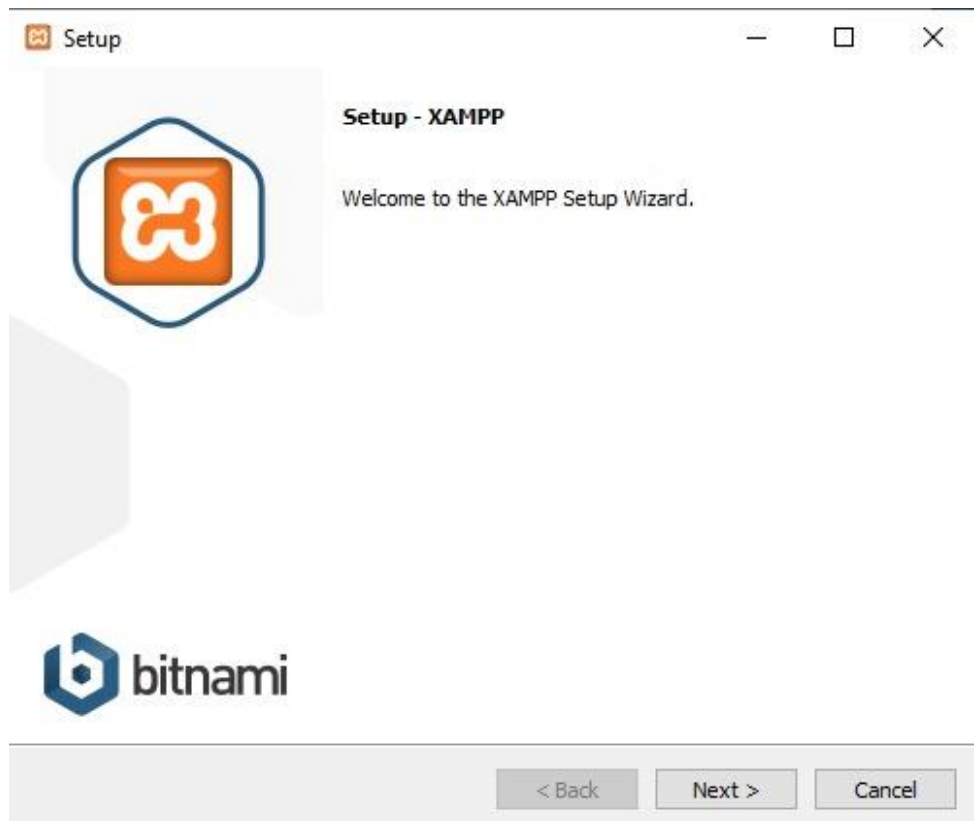 Setup
Setup - XAMPP
Welcome to the XAMPP Setup Wizard.
bitnami
< Back Next > Cancel